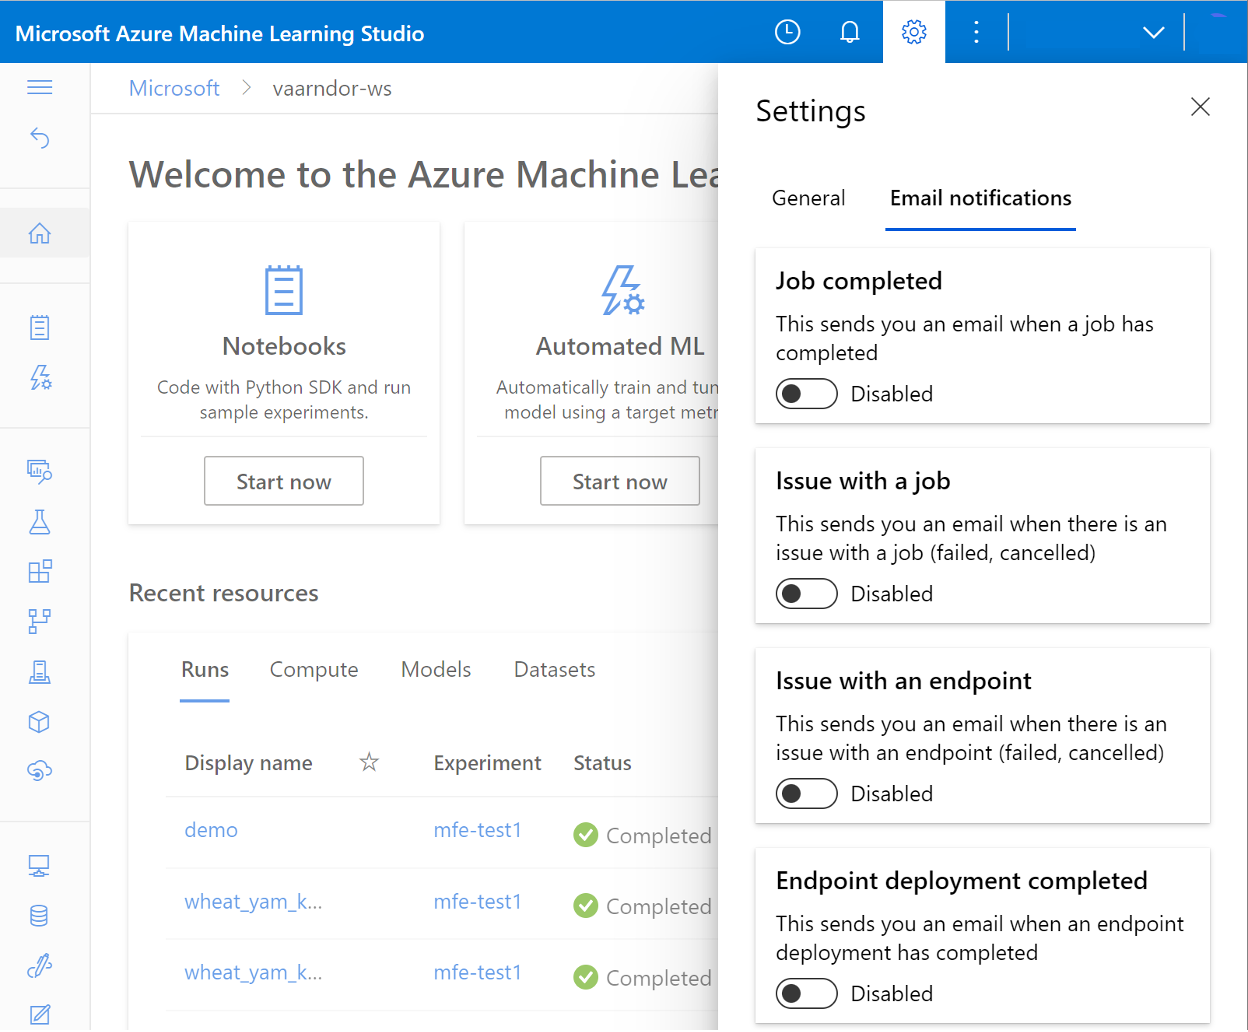 Microsoft Azure Machine Learning Studio
Microsoft > vaarndor-ws
Welcome to the Azure Machine Lea
Notebooks
Code with Python SDK and run
sample experiments.
Start now
Automated ML
Automatically train and tun
model using a target metr
Start now
Recent resources
Runs Compute Models Datasets
Display name Experiment Status
demo mfe-test1 Completed
wheat_yam_k... mfe-test1 Completed
wheat_yam_k... mfe-test1 Completed
Settings
General Email notifications
Job completed
This sends you an email when a job has
completed
Disabled
Issue with a job
This sends you an email when there is an
issue with a job (failed, cancelled)
Disabled
Issue with an endpoint
This sends you an email when there is an
issue with an endpoint (failed, cancelled)
Disabled
Endpoint deployment completed
This sends you an email when an endpoint
deployment has completed
Disabled